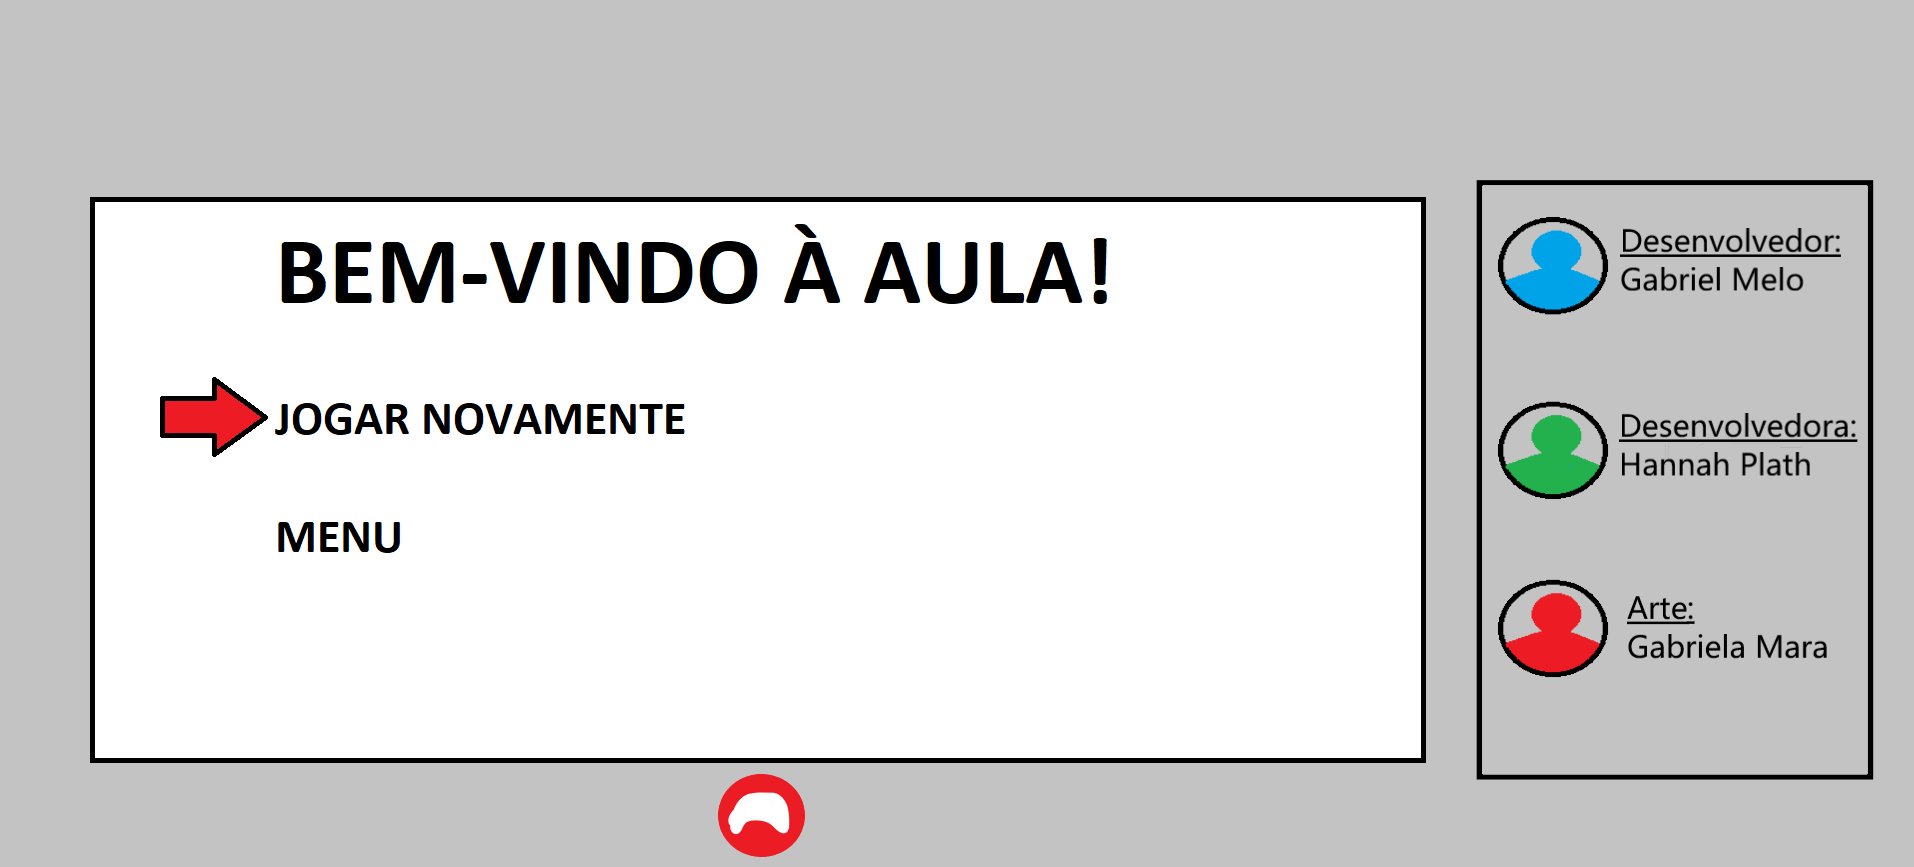 BEM-VINDO À AULA!
JOGAR NOVAMENTE
MENU
Desenvolvedor:
Gabriel Melo
Desenvolvedora:
Hannah Plath
Arte:
Gabriela Mara